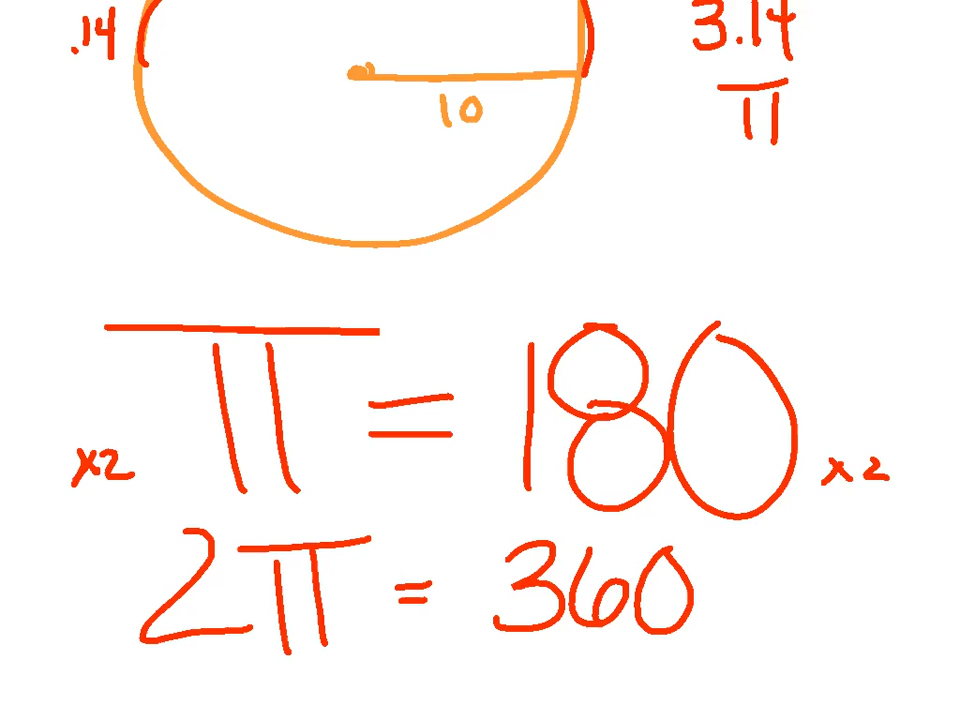 .14
3.14
π
10
π = 180
x2
x2
2π = 360